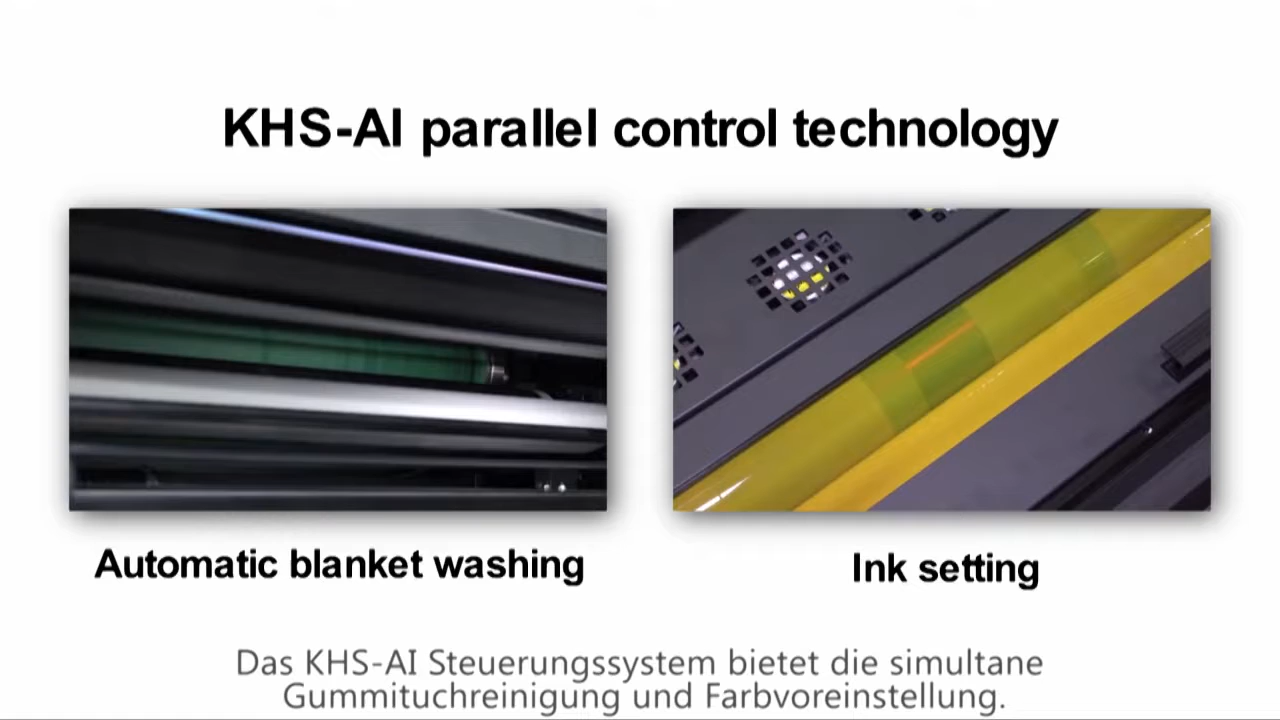 KHS-AI parallel control technology
Automatic blanket washing
Ink setting
Das KHS-AI Steuerungssystem bietet die simultane
Gummituchreinigung und Farbvoreinstellung.